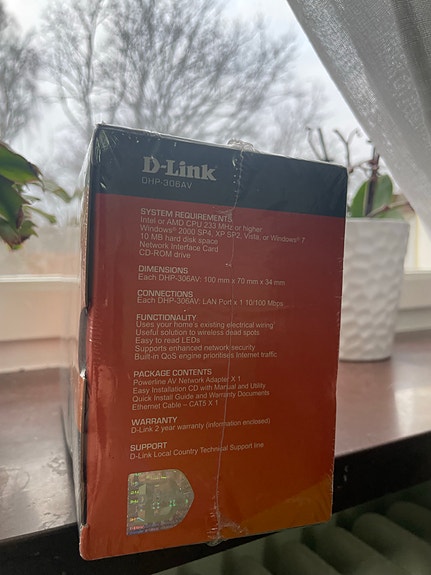 D-Link
DHP-306AV
SYSTEM REQUIREMENTS
Intel or AMD CPU 233 MHz or higher
Windows® 2000 SP4, XP SP2, Vista, or Windows® 7
10 MB hard disk space
Network Interface Card
CD-ROM drive
DIMENSIONS
Each DHP-306AV: 100 mm x 70 mm x 34 mm
CONNECTIONS
Each DHP-306AV: LAN Port x 1 10/100 Mbps
FUNCTIONALITY
Uses your home's existing electrical wiring
Useful solution to wireless dead spots
Easy to read LEDs
Supports enhanced network security
Built-in QoS engine prioritises Internet traffic
PACKAGE CONTENTS
Powerline AV Network Adapter X 1
Easy Installation CD with Manual and Utility
Quick Install Guide and Warranty Documents
Ethernet Cable – CAT5 X 1
WARRANTY
D-Link 2 year warranty (information enclosed)
SUPPORT
D-Link Local Country Technical Support line